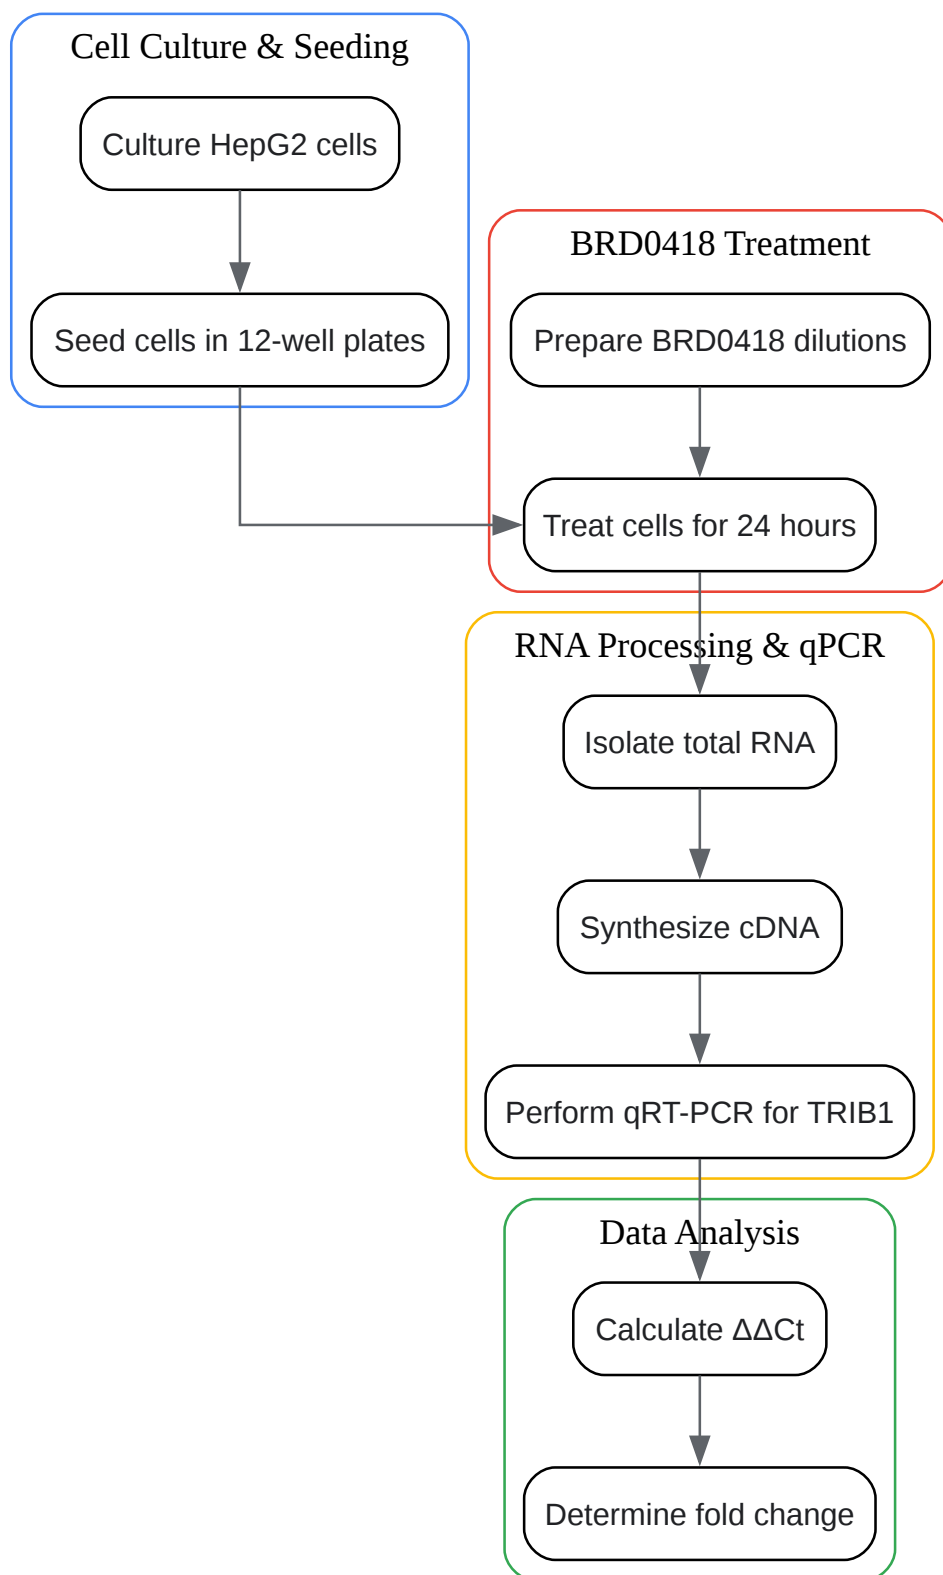 Cell Culture & Seeding
Culture HepG2 cells
Seed cells in 12-well plates
BRD0418 Treatment
Prepare BRD0418 dilutions
Treat cells for 24 hours
RNA Processing & qPCR
Isolate total RNA
Synthesize cDNA
Perform qRT-PCR for TRIB1
Data Analysis
Calculate ΔΔCt
Determine fold change